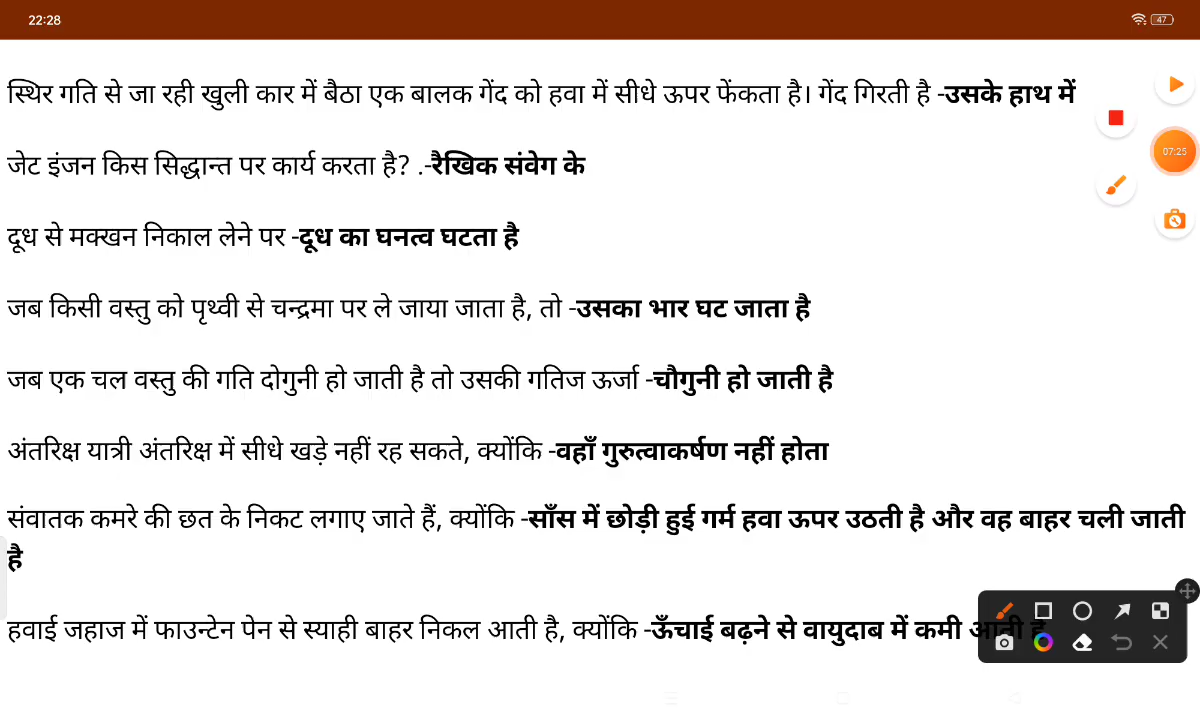 22:28
47
स्थिर गति से जा रही खुली कार में बैठा एक बालक गेंद को हवा में सीधे ऊपर फेंकता है। गेंद गिरती है -उसके हाथ में
07:25
जेट इंजन किस सिद्धान्त पर कार्य करता है? .-रैखिक संवेग के
दूध से मक्खन निकाल लेने पर -दूध का घनत्व घटता है
जब किसी वस्तु को पृथ्वी से चन्द्रमा पर ले जाया जाता है, तो -उसका भार घट जाता है
जब एक चल वस्तु की गति दोगुनी हो जाती है तो उसकी गतिज ऊर्जा -चौगुनी हो जाती है
अंतरिक्ष यात्री अंतरिक्ष में सीधे खड़े नहीं रह सकते, क्योंकि -वहाँ गुरुत्वाकर्षण नहीं होता
संवातक कमरे की छत के निकट लगाए जाते हैं, क्योंकि -साँस में छोड़ी हुई गर्म हवा ऊपर उठती है और वह बाहर चली जाती
है
हवाई जहाज में फाउन्टेन पेन से स्याही बाहर निकल आती है, क्योंकि -ऊँचाई बढ़ने से वायुदाब में कमी आती है